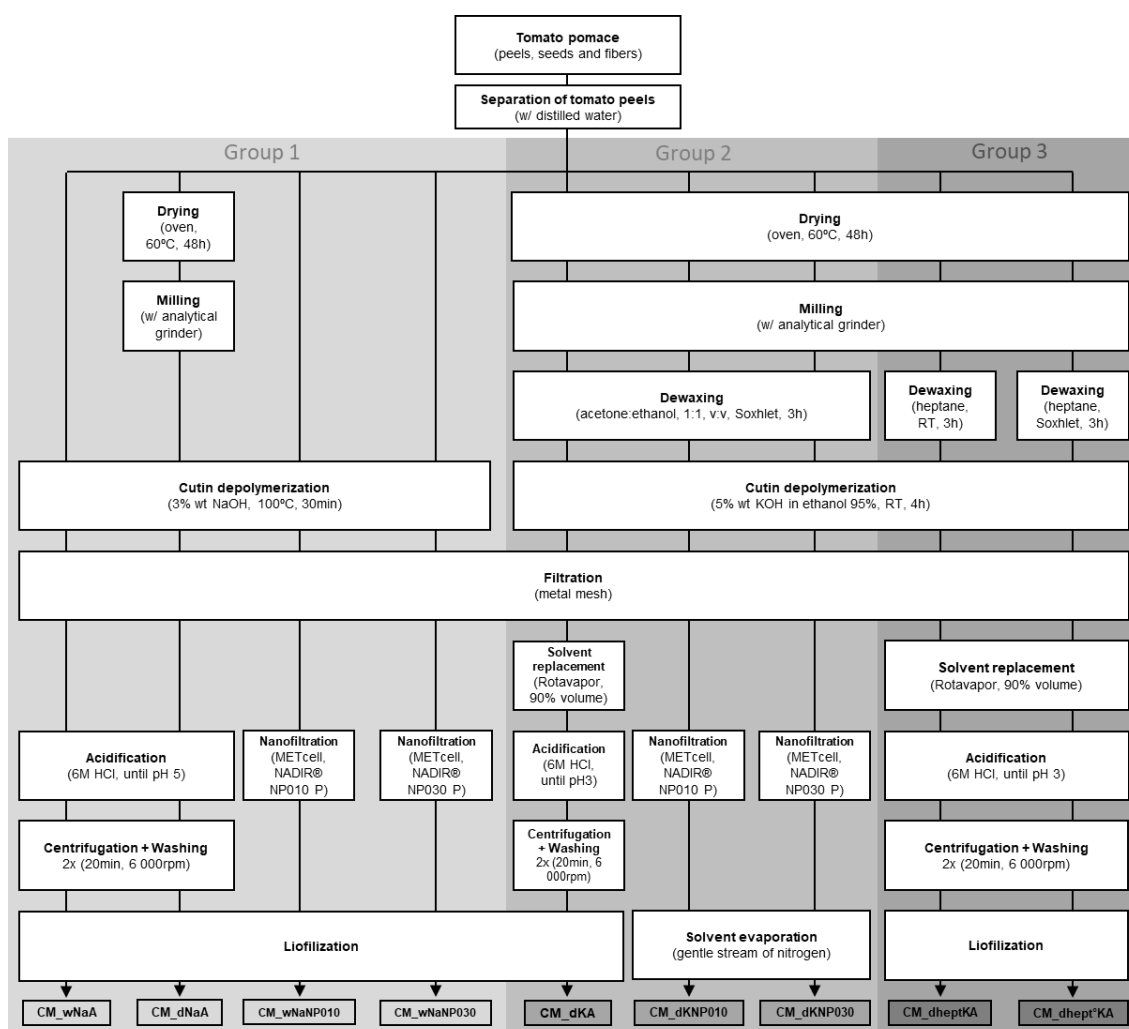 Tomato pomace
(peels, seeds and fibers)
Separation of tomato peels
(w/ distilled water)
Group 1
Group 2
Group 3
Drying
(oven,
60ºC, 48h)
Drying
(oven, 60ºC, 48h)
Milling
(w/ analytical
grinder)
Milling
(w/ analytical grinder)
Dewaxing
(acetone:ethanol, 1:1, v:v, Soxhlet, 3h)
Dewaxing
(heptane,
RT, 3h)
Dewaxing
(heptane,
Soxhlet, 3h)
Cutin depolymerization
(3% wt NaOH, 100ºC, 30min)
Cutin depolymerization
(5% wt KOH in ethanol 95%, RT, 4h)
Filtration
(metal mesh)
Solvent
replacement
(Rotavapor,
90% volume)
Solvent replacement
(Rotavapor, 90% volume)
Acidification
(6M HCl, until pH 5)
Nanofiltration
(METcell,
NADIR®
NP010 P)
Nanofiltration
(METcell,
NADIR®
NP030 P)
Acidification
(6M HCl,
until pH3)
Nanofiltration
(METcell,
NADIR®
NP010 P)
Nanofiltration
(METcell,
NADIR®
NP030 P)
Acidification
(6M HCl, until pH 3)
Centrifugation + Washing
2x (20min, 6 000rpm)
Centrifugation
+ Washing
2x (20min, 6
000rpm)
Centrifugation + Washing
2x (20min, 6 000rpm)
Liofilization
Solvent evaporation
(gentle stream of nitrogen)
Liofilization
CM_wNaA
CM_dNaA
CM_wNaNP010
CM_wNaNP030
CM_dKA
CM_dKNP010
CM_dKNP030
CM_dheptKA
CM_dheptºKA